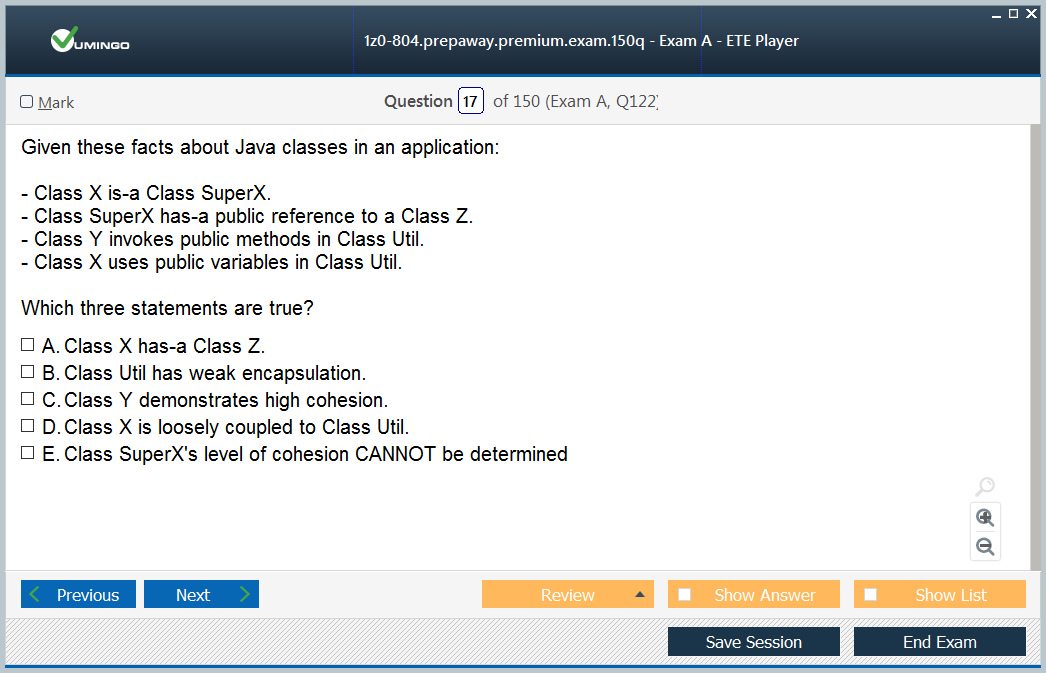 VUMINGO
1z0-804.prepaway.premium.exam.150q - Exam A - ETE Player
Mark
Question 17 of 150 (Exam A, Q122)
Given these facts about Java classes in an application:
- Class X is-a Class SuperX.
- Class SuperX has-a public reference to a Class Z.
- Class Y invokes public methods in Class Util.
- Class X uses public variables in Class Util.
Which three statements are true?
A. Class X has-a Class Z.
B. Class Util has weak encapsulation.
C. Class Y demonstrates high cohesion.
D. Class X is loosely coupled to Class Util.
E. Class SuperX's level of cohesion CANNOT be determined
Previous
Next
Review
Show Answer
Show List
Save Session
End Exam